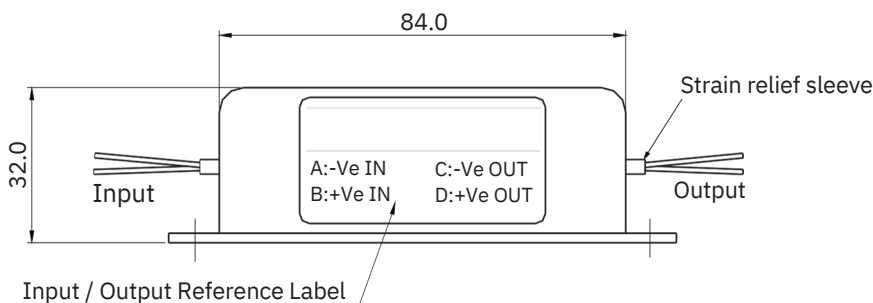 84.0
Strain relief sleeve
32.0
A:-Ve IN C:-Ve OUT
B:+Ve IN D:+Ve OUT
Input
Output
Input / Output Reference Label